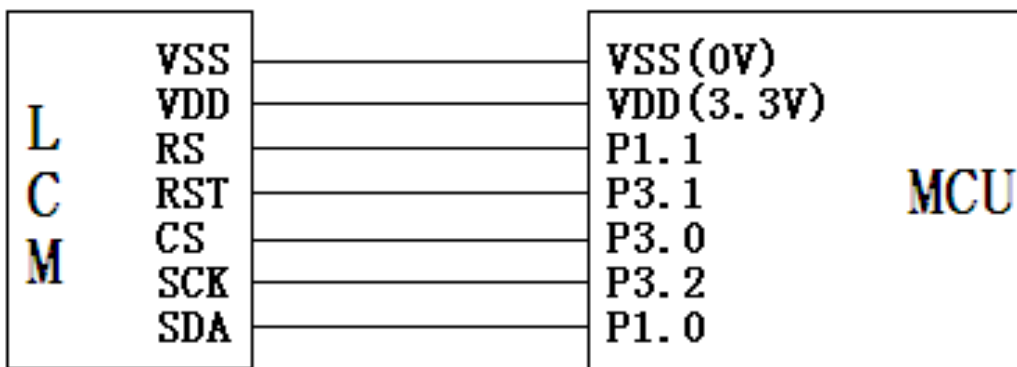 LCM
VSS VSS(0V)
VDD VDD(3.3V)
RS P1.1
RST P3.1
CS P3.0
SCK P3.2
SDA P1.0
MCU